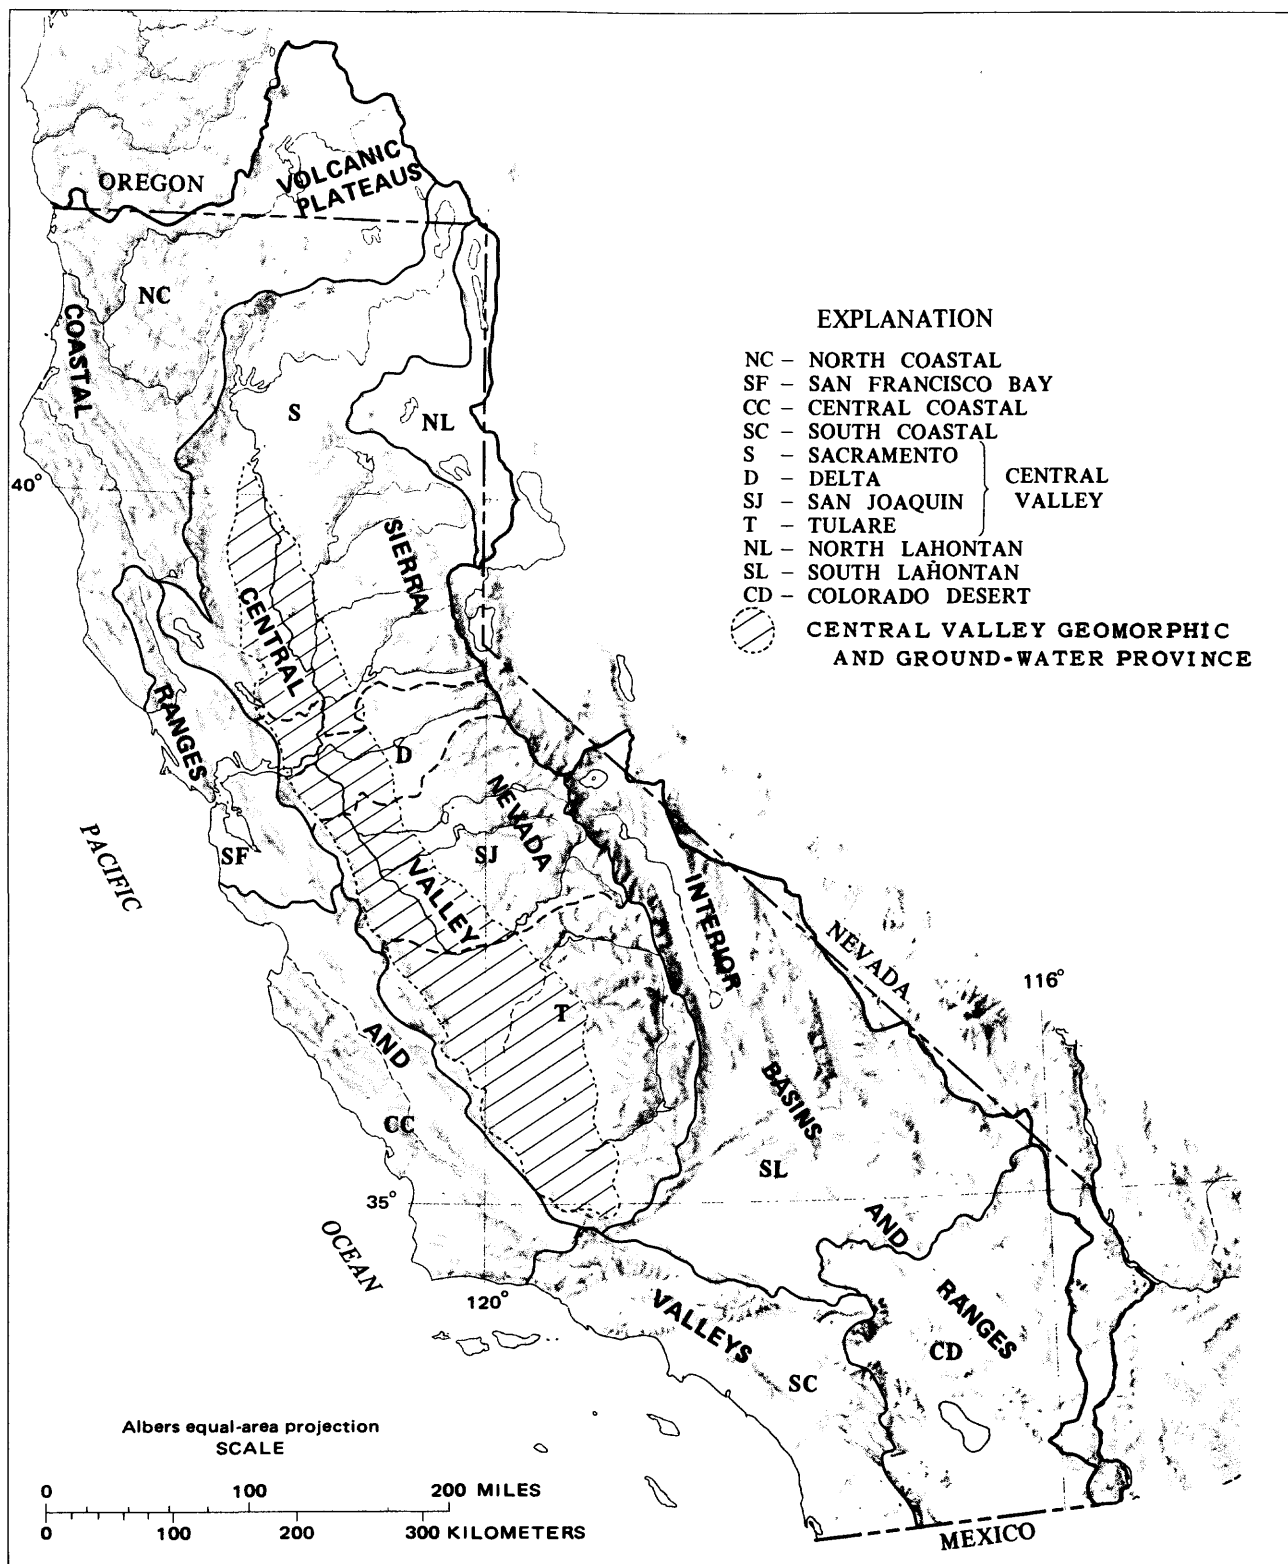 OREGON
VOLCANIC
PLATEAUS
NC
COASTAL
S
NL
40°
EXPLANATION
NC – NORTH COASTAL
SF – SAN FRANCISCO BAY
CC – CENTRAL COASTAL
SC – SOUTH COASTAL
S – SACRAMENTO
D – DELTA
SJ – SAN JOAQUIN
T – TULARE
CENTRAL
VALLEY
NL – NORTH LAHONTAN
SL – SOUTH LAHONTAN
CD – COLORADO DESERT
CENTRAL VALLEY GEOMORPHIC
AND GROUND-WATER PROVINCE
SIERRA
CENTRAL
RANGES
D
NEVADA
PACIFIC
SF
SJ
VALLEY
INTERIOR
NEVADA
116°
T
AND
BASINS
CC
SL
35°
AND
OCEAN
120°
VALLEYS
RANGES
CD
SC
Albers equal-area projection
SCALE
0 100 200 MILES
0 100 200 300 KILOMETERS
MEXICO